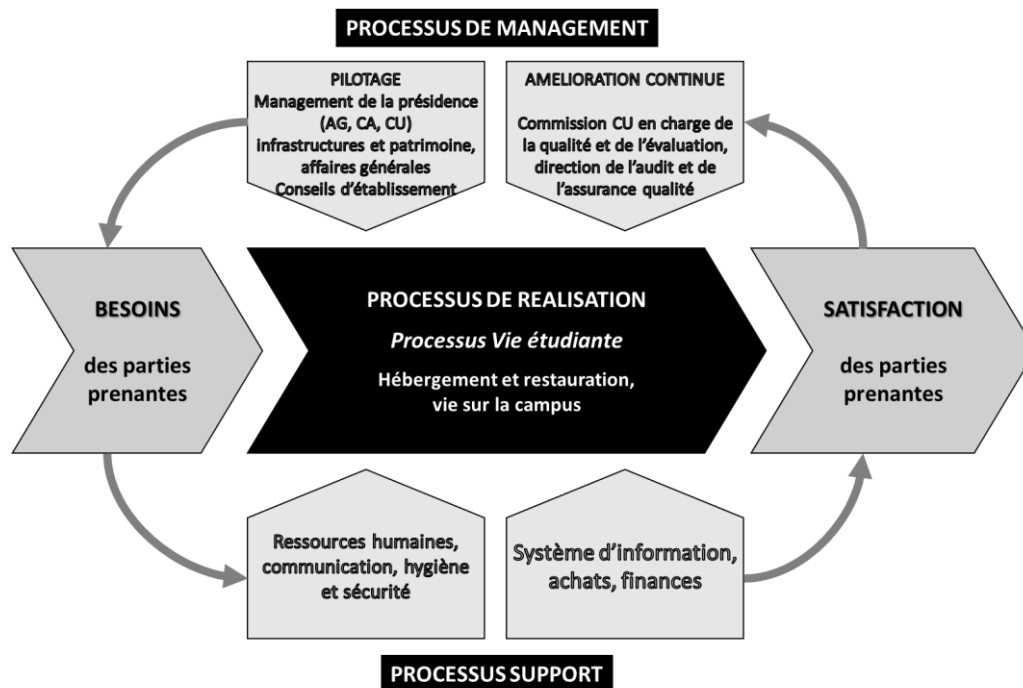 PROCESSUS DE MANAGEMENT
PILOTAGE
Management de la présidence
(AG, CA, CU)
infrastructures et patrimoine,
affaires générales
Conseils d'établissement
AMELIORATION CONTINUE
Commission CU en charge de
la qualité et de l'évaluation,
direction de l'audit et de
l'assurance qualité
BESOINS
des parties
prenantes
PROCESSUS DE REALISATION
Processus Vie étudiante
Hébergement et restauration,
vie sur la campus
SATISFACTION
des parties
prenantes
Ressources humaines,
communication, hygiène
et sécurité
Système d'information,
achats, finances
PROCESSUS SUPPORT